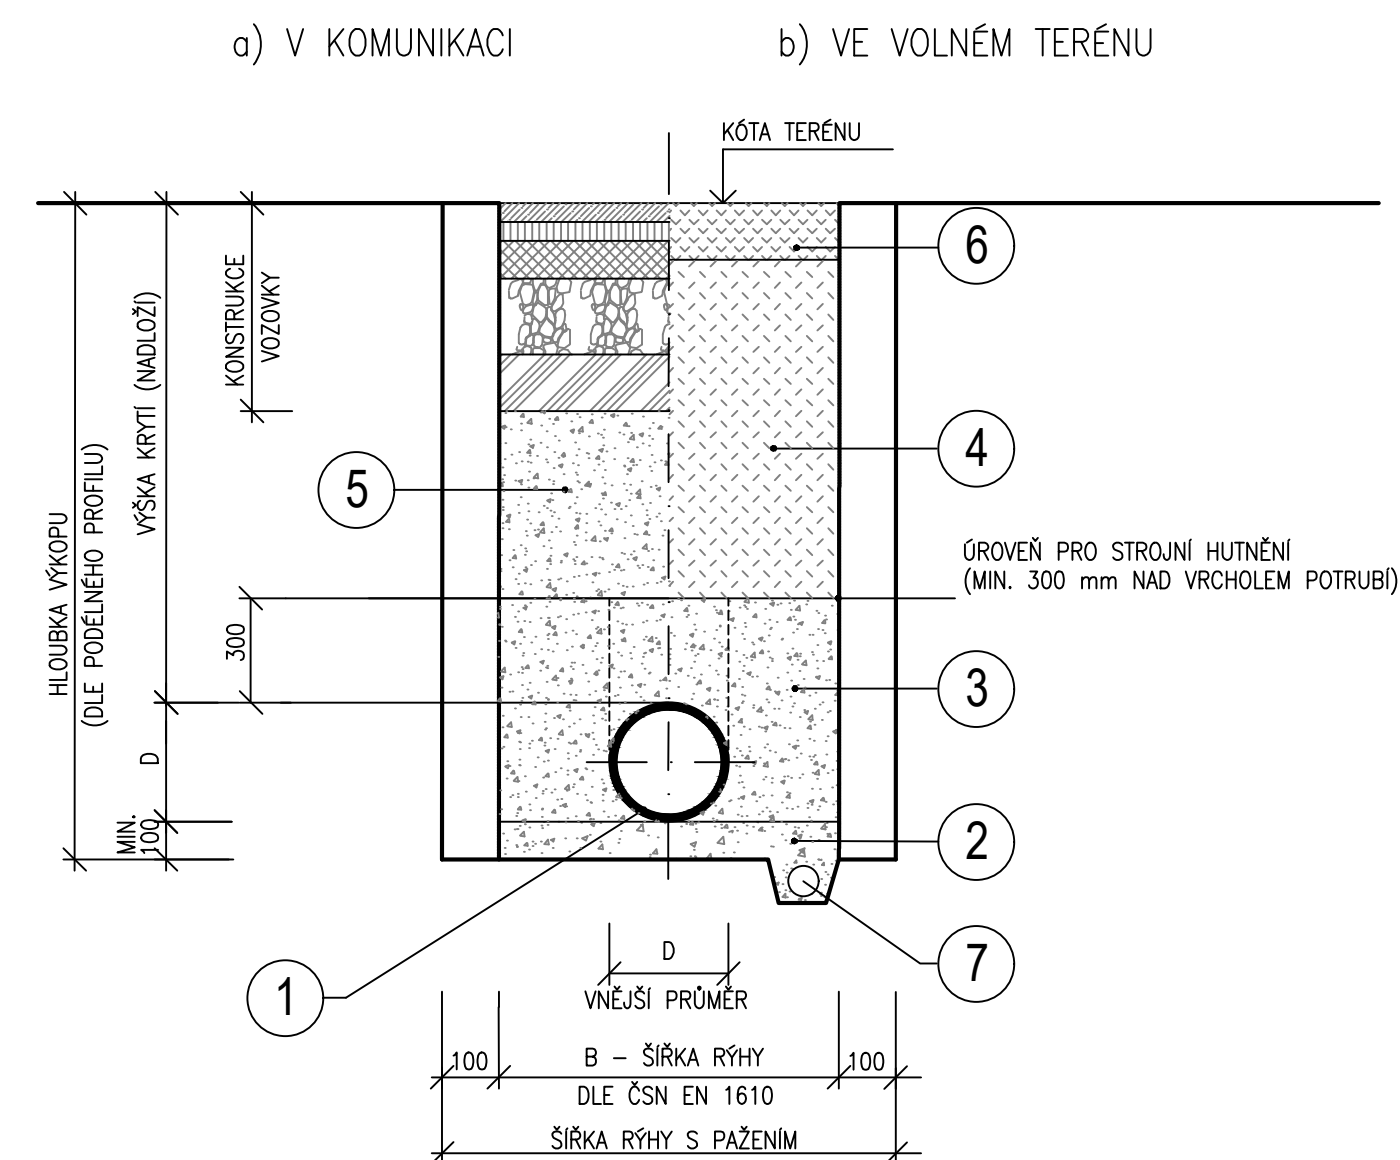 a) V KOMUNIKACI
b) VE VOLNÉM TERÉNU
KÓTA TERÉNU
6
KONSTRUKCE
VOZOVKY
VÝŠKA KRYTÍ (NADLOŽÍ)
HLOUBKA VÝKOPU
(DLE PODÉLNÉHO PROFILU)
4
5
ÚROVEŇ PRO STROJNÍ HUTNĚNÍ
(MIN. 300 mm NAD VRCHOLEM POTRUBÍ)
300
3
D
MIN.
100
2
7
1
D
VNĚJŠÍ PRŮMĚR
100
B – ŠÍŘKA RÝHY
100
DLE ČSN EN 1610
ŠÍŘKA RÝHY S PAŽENÍM